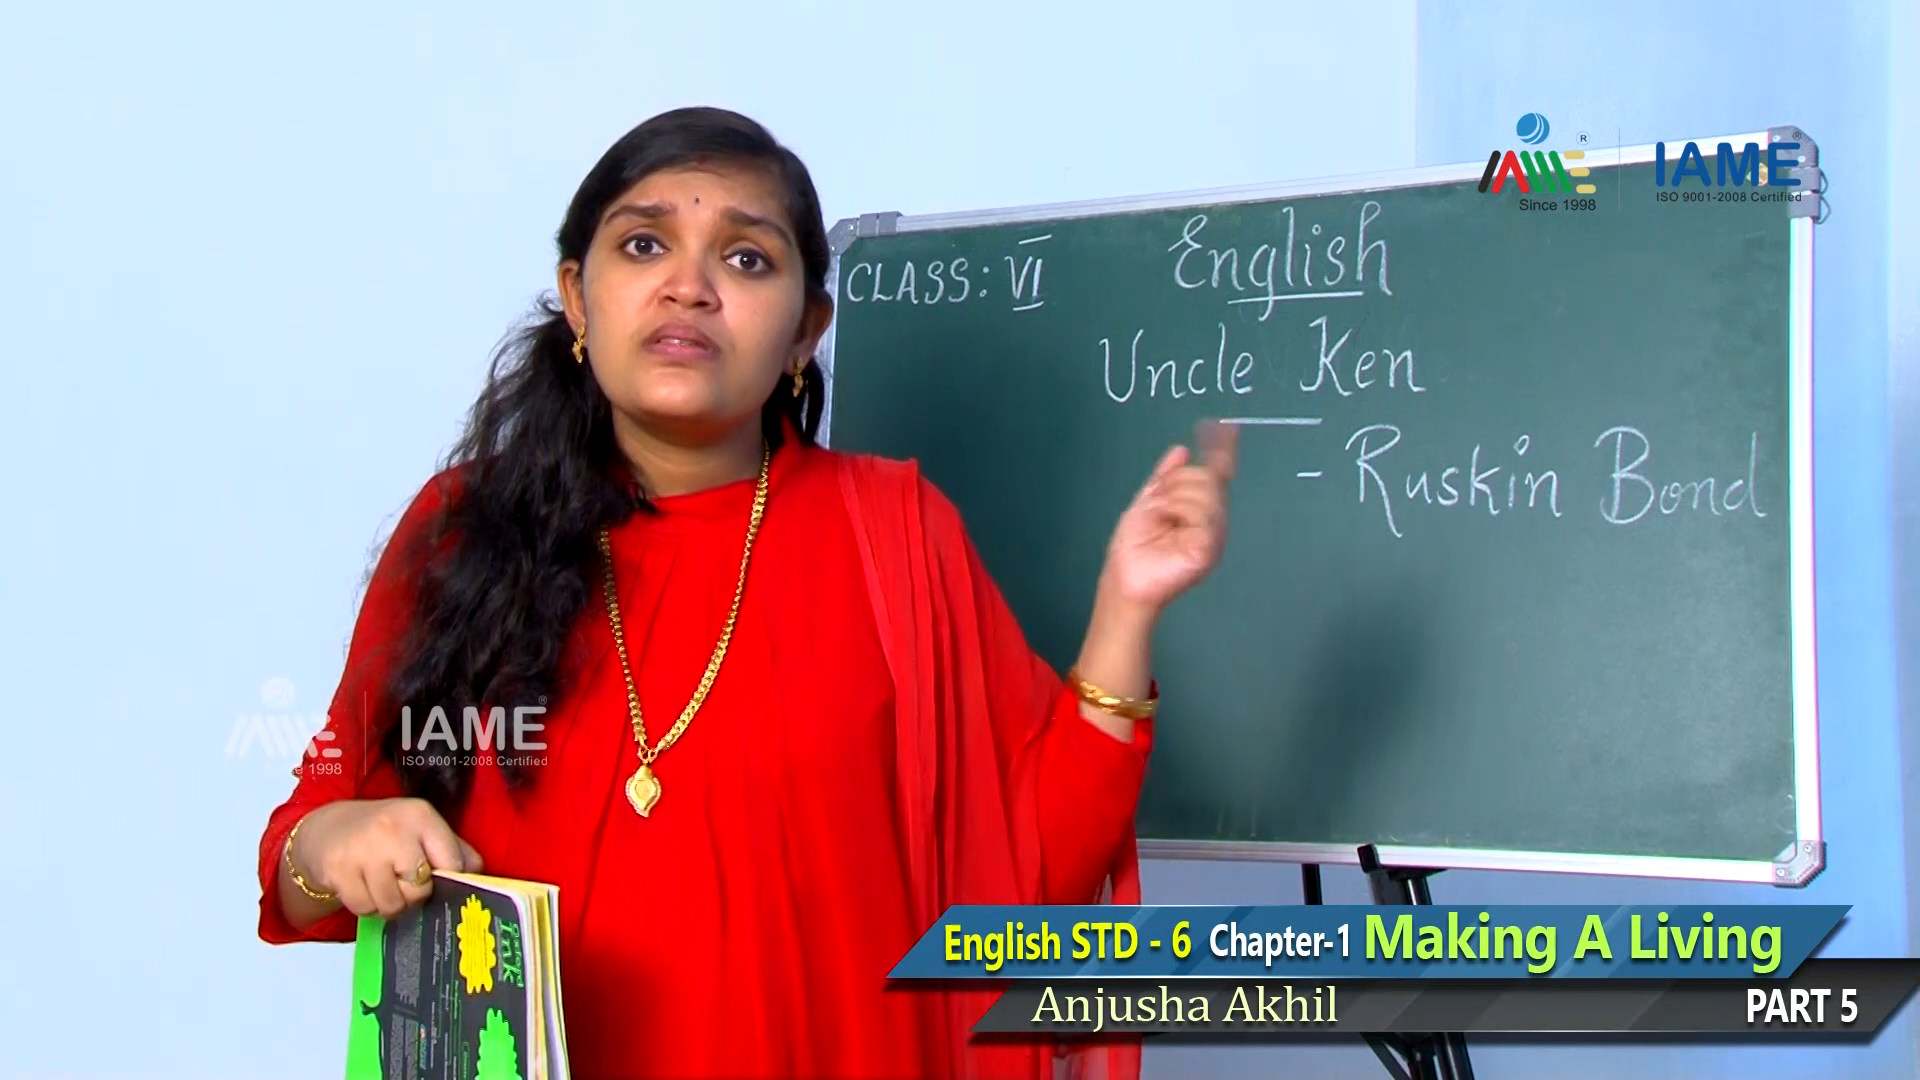 IAME
Since 1998
IAME
ISO 9001-2008 Certified
CLASS: VI
English
Uncle Ken
- Ruskin Bond
IAME
ISO 9001-2008 Certified
1998
Ink
English STD - 6 Chapter-1 Making A Living
Anjusha Akhil
PART 5